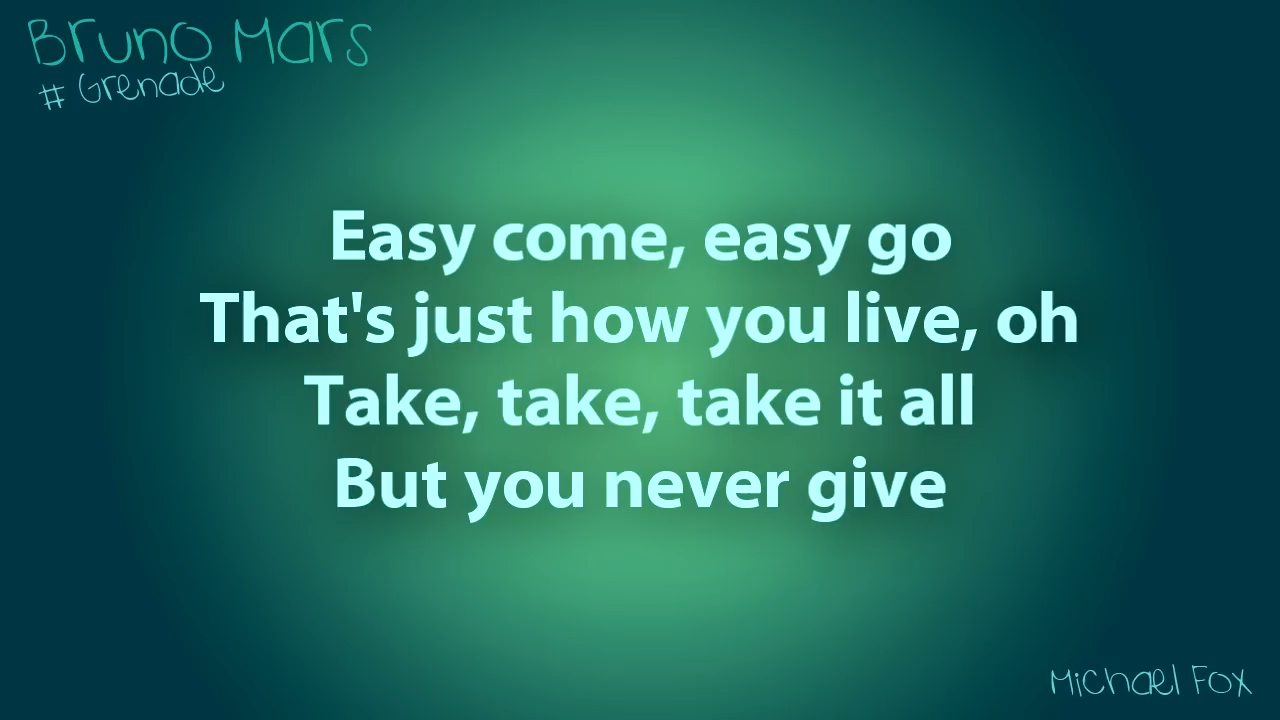 Bruno Mars
# Grenade
Easy come, easy go
That's just how you live, oh
Take, take, take it all
But you never give
Michael Fox